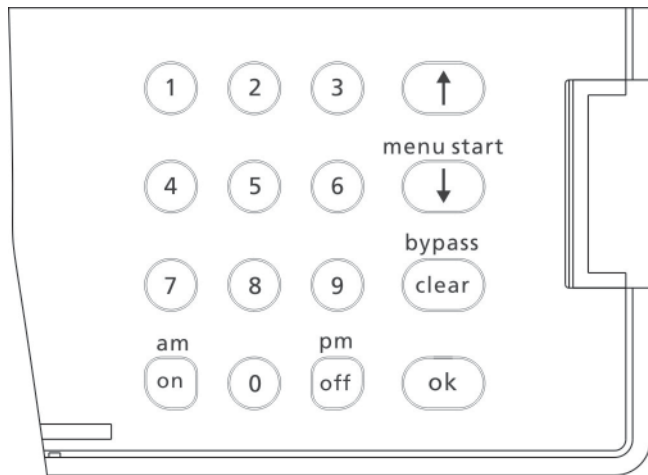 1 2 3 ↑
menu start
4 5 6 ↓
bypass
7 8 9 clear
am pm
on 0 off ok